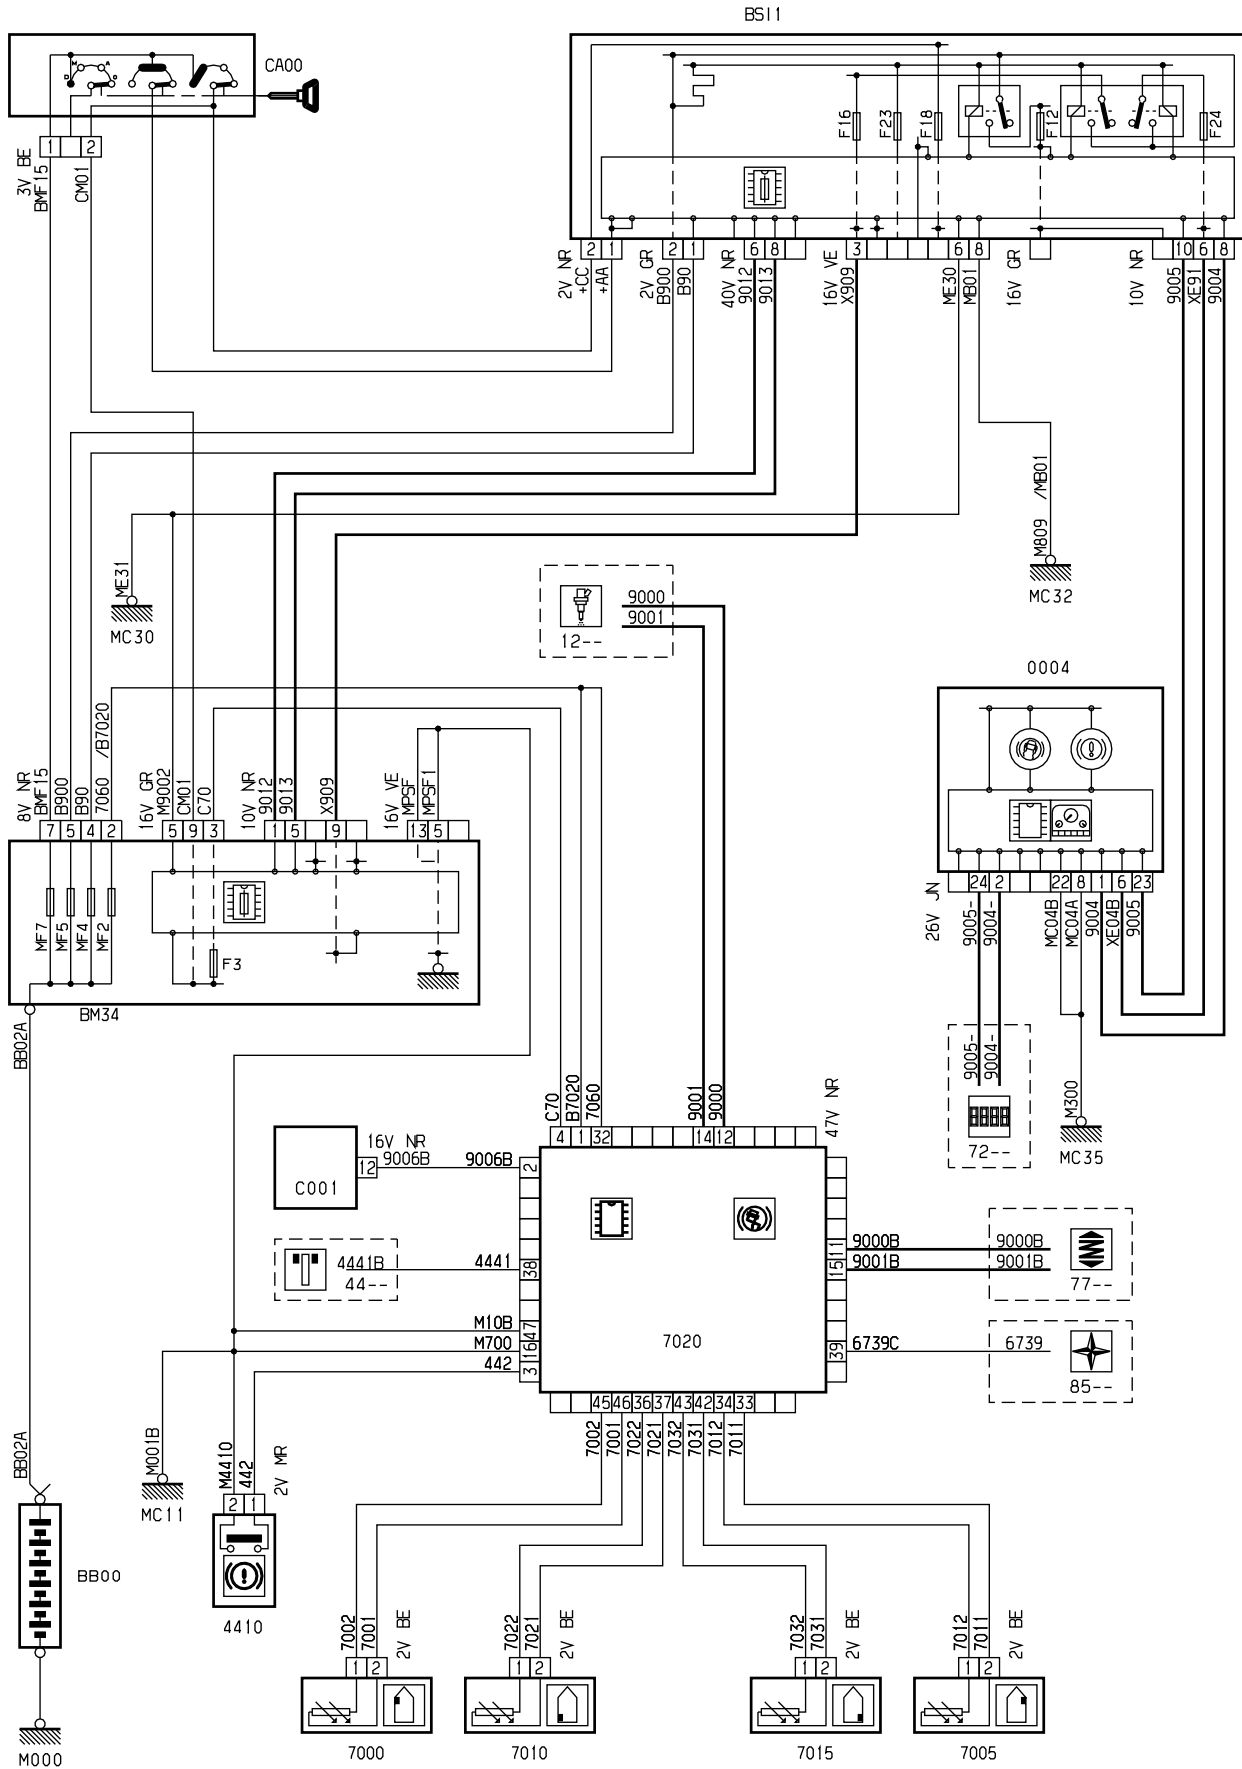 BSI1
CA00
M
A
D
O
F16
F23
F18
F12
F24
1
2
3V BE
BMF15
CM01
2
1
2
1
6
8
3
6
8
10
6
8
2V NR
+CC
+AA
2V GR
B900
B90
40V NR
9012
9013
16V VE
X909
ME30
MB01
16V GR
10V NR
9005
XE91
9004
ME31
MC30
M809 /MB01
MC32
9000
9001
12--
0004
8V NR
BMF15
B900
B90
7060 /B7020
16V GR
M9002
CM01
C70
10V NR
9012
9013
X909
16V VE
MPSF
MPSF1
7
5
4
2
5
9
3
1
5
9
13
5
MF7
MF5
MF4
MF2
F3
BM34
24
2
22
8
1
6
23
26V JN
9005-
9004-
MC04B
MC04A
9004
XE04B
9005
BB02A
9005-
9004-
72--
M300
MC35
C70
B7020
7060
9001
9000
47V NR
4
1
32
14
12
C001
16V NR
12
9006B
9006B
2
4441B
44--
4441
38
M10B
47
M700
16
442
3
7020
11
9000B
9000B
15
9001B
9001B
77--
39
6739C
6739
85--
45
46
36
37
43
42
34
33
7002
7001
7022
7021
7032
7031
7012
7011
BB02A
M001B
MC11
M4410
442
2V MR
2
1
4410
BB00
M000
7002
7001
2V BE
1
2
7000
7022
7021
2V BE
1
2
7010
7032
7031
2V BE
1
2
7015
7012
7011
2V BE
1
2
7005